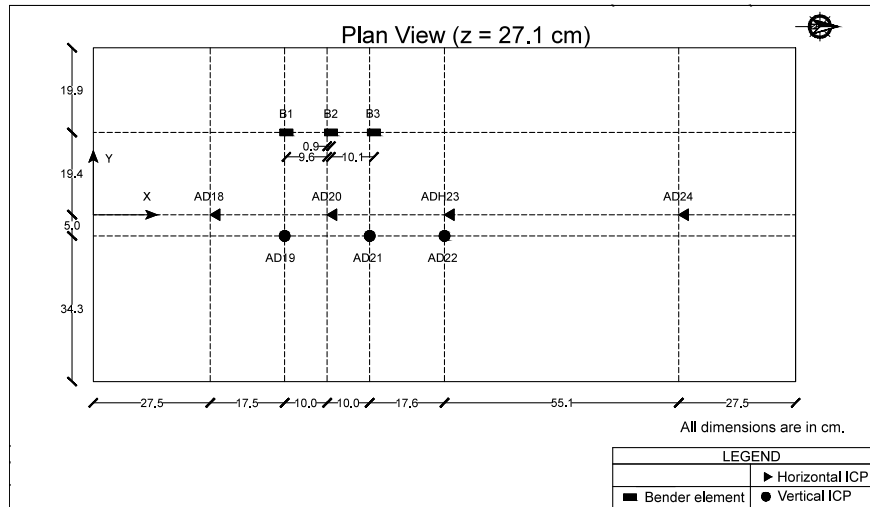 Plan View (z = 27.1 cm)
19.9
B1 B2 B3
0.9
9.6 10.1
Y
19.4
X
AD18 AD20 ADH23 AD24
5.0
AD19 AD21 AD22
34.3
27.5 17.5 10.0 10.0 17.6 55.1 27.5
All dimensions are in cm.
LEGEND
Horizontal ICP
Bender element Vertical ICP